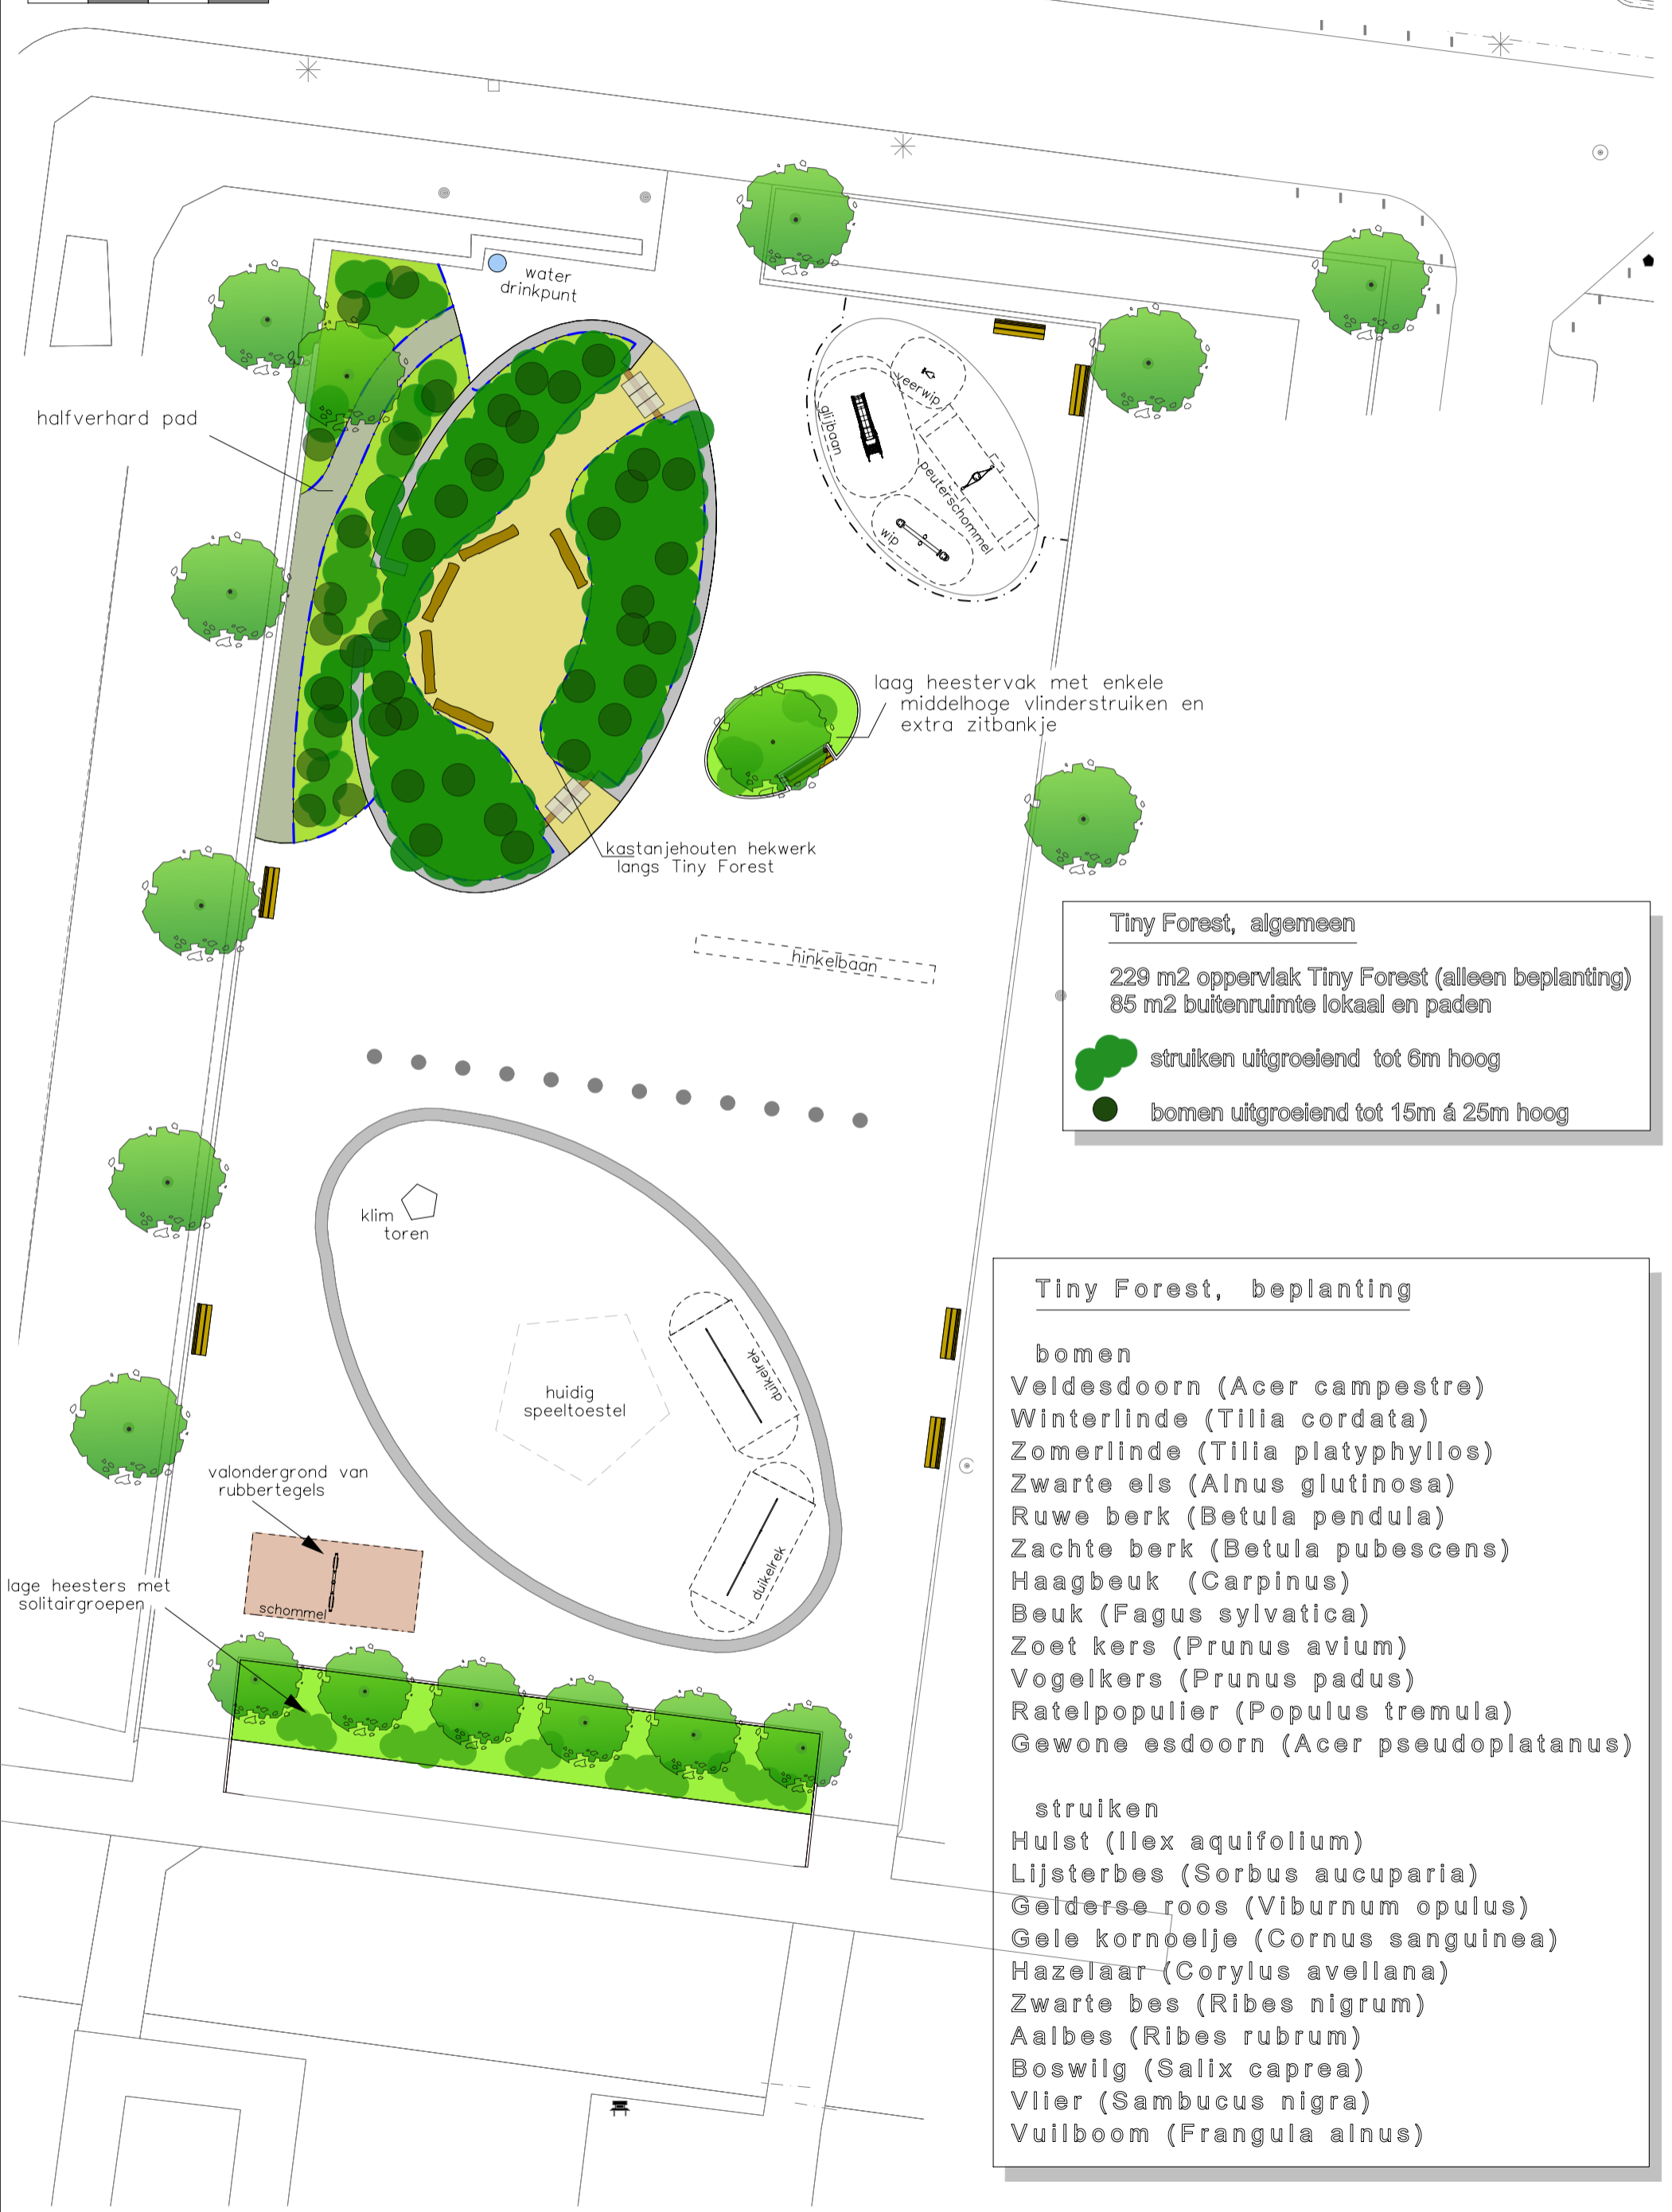 water
drinkpunt
halfverhard pad
veerwip
glijbaan
peuterschommel
wip
laag heestervak met enkele
middelhoge vlinderstruiken en
extra zitbankje
kastanjehouten hekwerk
langs Tiny Forest
hinkelbaan
Tiny Forest, algemeen
229 m2 oppervlak Tiny Forest (alleen beplanting)
85 m2 buitenruimte lokaal en paden
struiken uitgroeiend tot 6m hoog
bomen uitgroeiend tot 15m á 25m hoog
klim
toren
duikelrek
huidig
speeltoestel
duikelrek
valondergrond van
rubbertegels
schommel
lage heesters met
solitairgroepen
Tiny Forest, beplanting
bomen
Veldesdoorn (Acer campestre)
Winterlinde (Tilia cordata)
Zomerlinde (Tilia platyphyllos)
Zwarte els (Alnus glutinosa)
Ruwe berk (Betula pendula)
Zachte berk (Betula pubescens)
Haagbeuk (Carpinus)
Beuk (Fagus sylvatica)
Zoet kers (Prunus avium)
Vogelkers (Prunus padus)
Ratelpopulier (Populus tremula)
Gewone esdoorn (Acer pseudoplatanus)
struiken
Hulst (Ilex aquifolium)
Lijsterbes (Sorbus aucuparia)
Gelderse roos (Viburnum opulus)
Gele kornoelje (Cornus sanguinea)
Hazelaar (Corylus avellana)
Zwarte bes (Ribes nigrum)
Aalbes (Ribes rubrum)
Boswilg (Salix caprea)
Vlier (Sambucus nigra)
Vuilboom (Frangula alnus)